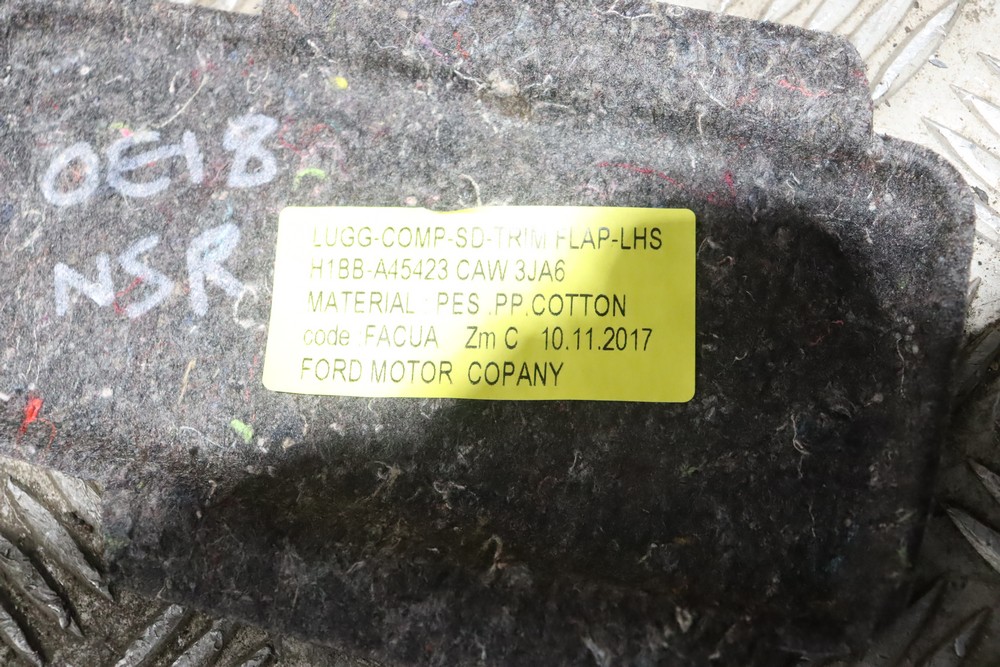 OE18
NSR
LUGG-COMP-SD-TRIM FLAP-LHS
H1BB-A45423 CAW 3JA6
MATERIAL : PES .PP.COTTON
code :FACUA Zm C 10.11.2017
FORD MOTOR COPANY